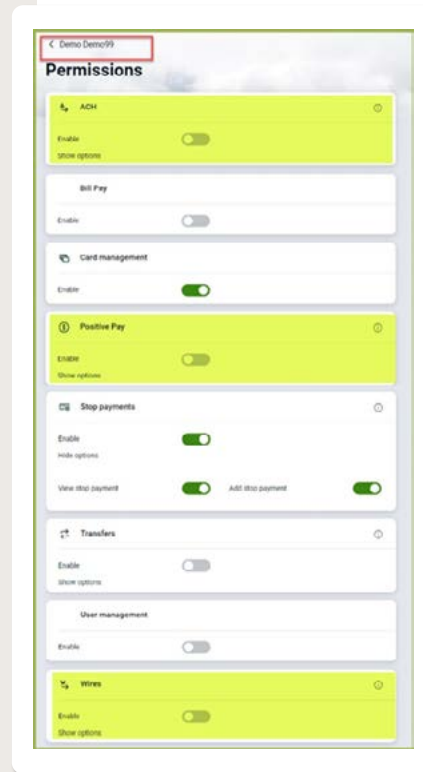 < Demo Demo99
Permissions
ACH
Enable
Show options
Bill Pay
Enable
Card management
Enable
Positive Pay
Enable
Show options
Stop payments
Enable
Hide options
View stop payment Add stop payment
Transfers
Enable
Show options
User management
Enable
Wires
Enable
Show options